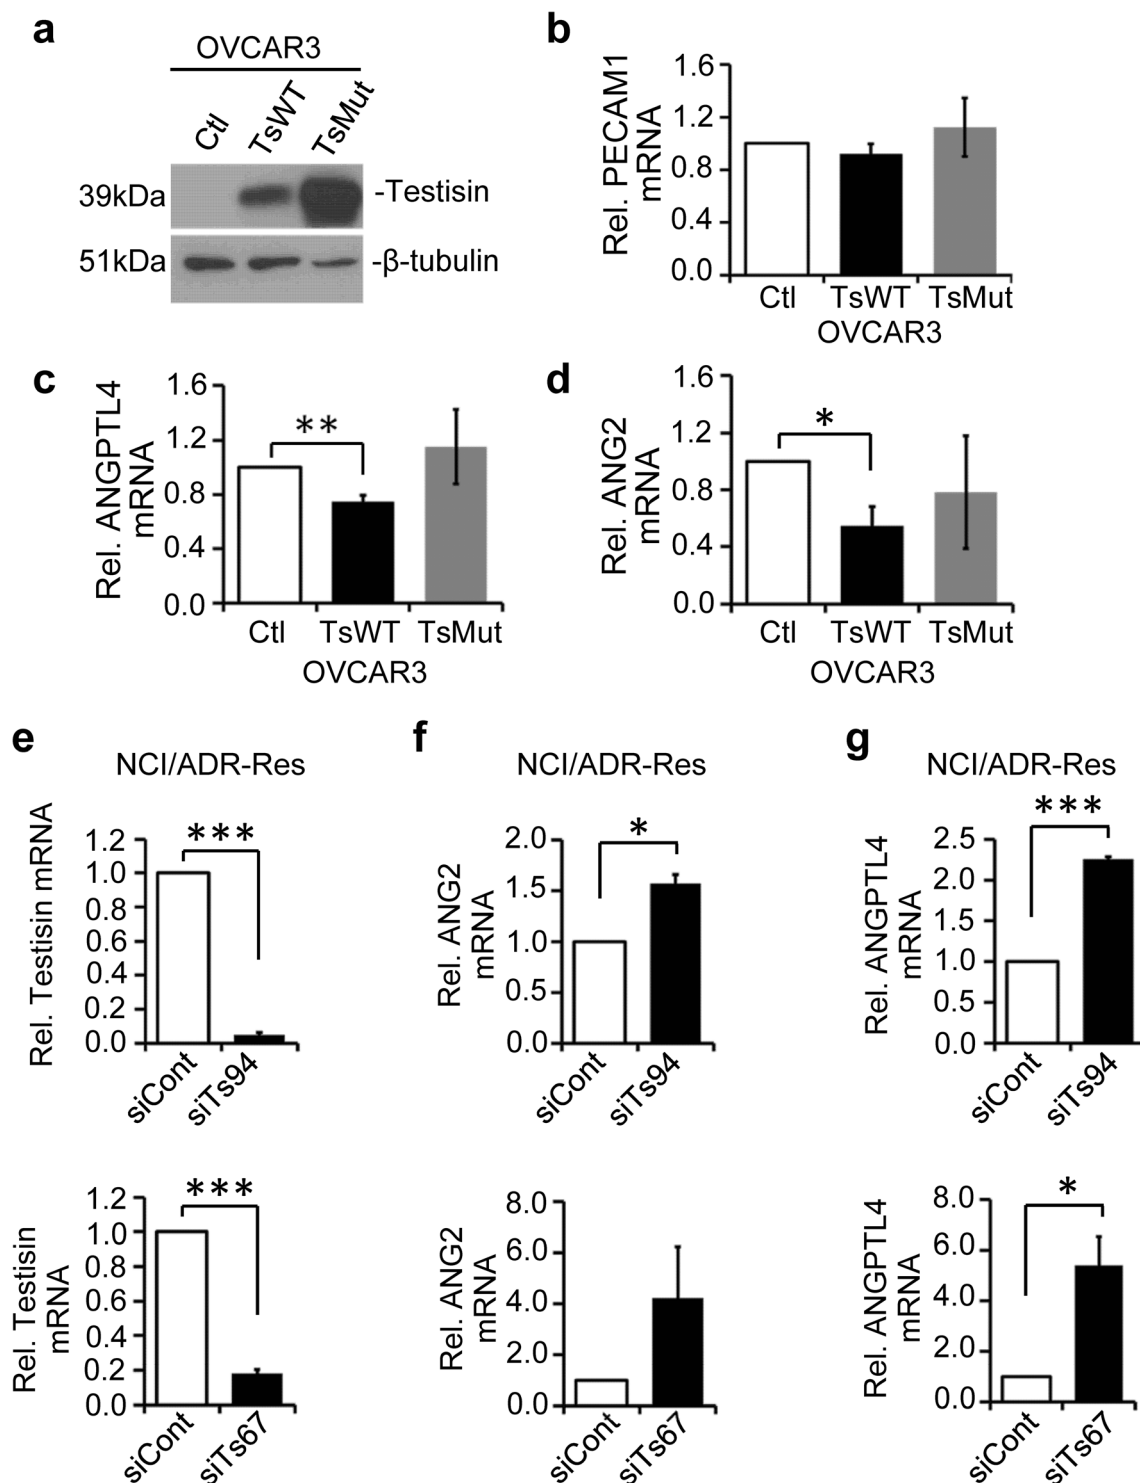 a
OVCAR3
Ctl TsWT TsMut
39kDa -Testisin
51kDa -β-tubulin
b
Rel. PECAM1
mRNA
1.6
1.2
0.8
0.4
0.0
Ctl TsWT TsMut
OVCAR3
c
Rel. ANGPTL4
mRNA
1.6
1.2
0.8
0.4
0.0
**
Ctl TsWT TsMut
OVCAR3
d
Rel. ANG2
mRNA
1.6
1.2
0.8
0.4
0.0
*
Ctl TsWT TsMut
OVCAR3
e
NCI/ADR-Res
Rel. Testisin mRNA
1.2
1.0
0.8
0.6
0.4
0.2
0.0
***
siCont siTs94
Rel. Testisin
mRNA
1.2
1.0
0.8
0.6
0.4
0.2
0.0
***
siCont siTs67
f
NCI/ADR-Res
Rel. ANG2
mRNA
2.0
1.5
1.0
0.5
0.0
*
siCont siTs94
Rel. ANG2
mRNA
8.0
6.0
4.0
2.0
0.0
siCont siTs67
g
NCI/ADR-Res
Rel. ANGPTL4
mRNA
2.5
2.0
1.5
1.0
0.5
0.0
***
siCont siTs94
Rel. ANGPTL4
mRNA
8.0
6.0
4.0
2.0
0.0
*
siCont siTs67